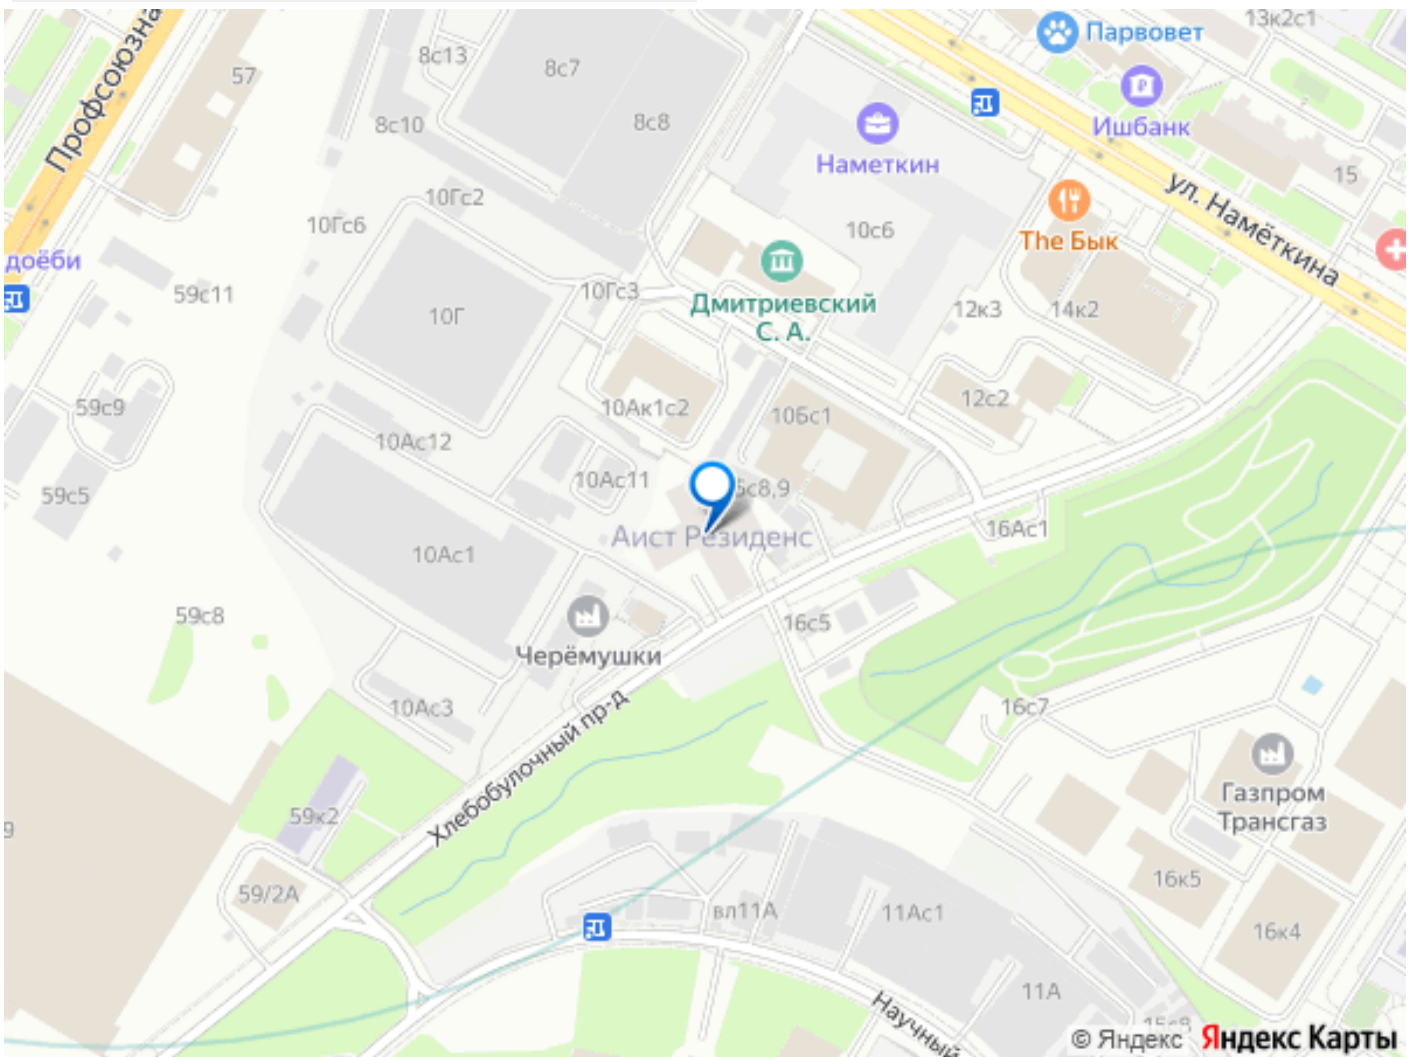 Профсоюзна
57
8с13
8с7
8с10
8с8
13к2с1
Парвовет
Ишбанк
Наметкин
15
ул. Намёткина
10Гс2
10Гс6
10с6
The Бык
доёби
59с11
10Г
10Гс3
Дмитриевский
С. А.
12к3
14к2
59с9
10Ак1с2
10Бс1
12с2
10Ас12
59с5
10Ас11
5с8,9
Аист Резиденс
16Ас1
10Ас1
59с8
Черёмушки
16с5
10Ас3
Хлебобулочный пр-д
16с7
59к2
9
Газпром
Трансгаз
59/2А
вл11А
11Ас1
16к5
16к4
11А
Научный
15с8
© Яндекс Яндекс Карты